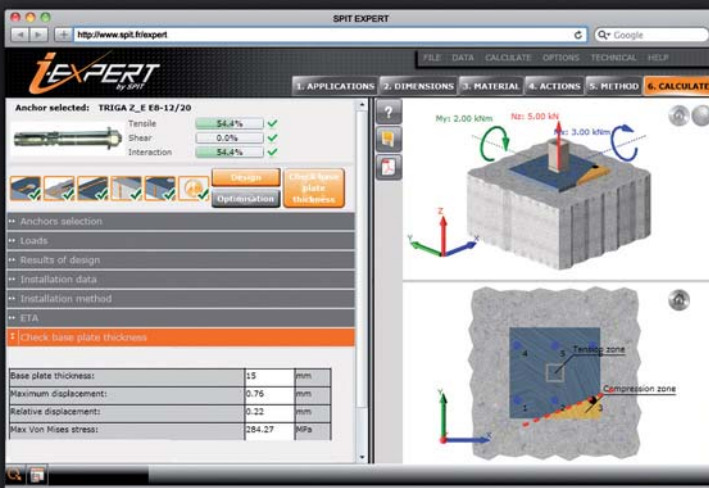 SPIT EXPERT
http://www.spit.fr/expert
Google
FILE DATA CALCULATE OPTIONS TECHNICAL HELP
i-EXPERT
by SPIT
1. APPLICATIONS 2. DIMENSIONS 3. MATERIAL 4. ACTIONS 5. METHOD 6. CALCULATE
Anchor selected: TRIGA Z_E E8-12/20
Tensile 54.4%
Shear 0.0%
Interaction 54.4%
Design
Optimisation
Check base
plate
thickness
Anchors selection
Loads
Results of design
Installation data
Installation method
ETA
Check base plate thickness
Base plate thickness: 15 mm
Maximum displacement: 0.76 mm
Relative displacement: 0.22 mm
Max Von Mises stress: 284.27 MPa
?
My: 2.00 kNm
Nz: 5.00 kN
Mx: 3.00 kNm
Z
Y
X
4
5
Tension zone
Compression zone
1
2
3
Y
X